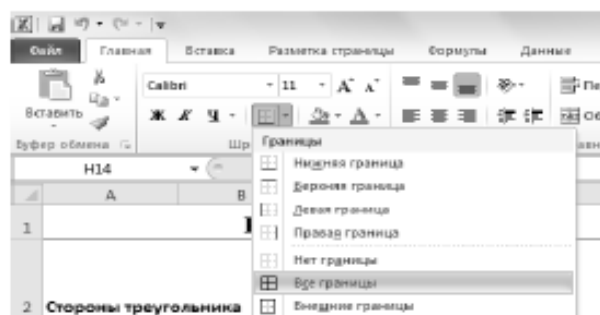 Файл Главная Вставка Разметка страницы Формулы Данные
Calibri 11
Вставить Ж К Ч
Буфер обмена
Границы
H14
Нижняя граница
A B
Верхняя граница
Левая граница
1
Правая граница
Нет границы
Все границы
2 Стороны треугольника
Внешние границы